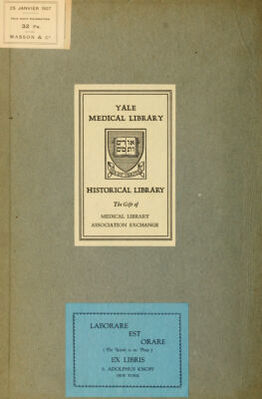 25 JANVIER 1927
32 Fr.
MASSON & Cie
YALE
MEDICAL LIBRARY
HISTORICAL LIBRARY
The Gift of
MEDICAL LIBRARY
ASSOCIATION EXCHANGE
LABORARE
EST
ORARE
EX LIBRIS
S. ADOLPHUS KNOPF
NEW YORK